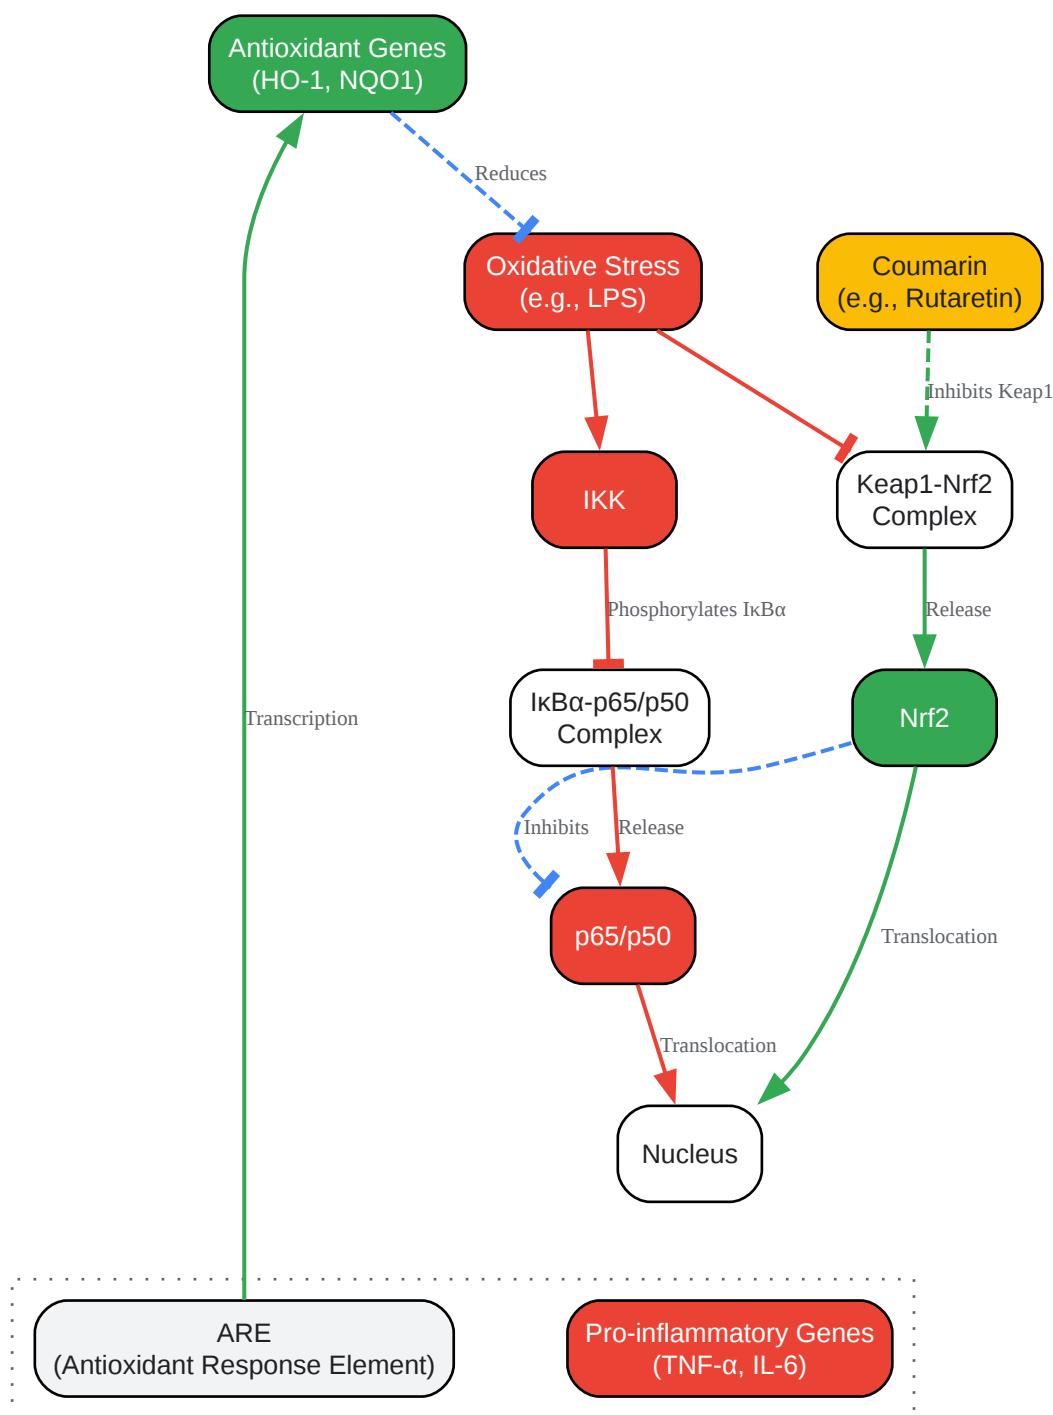 Antioxidant Genes
(HO-1, NQO1)
Reduces
Oxidative Stress
(e.g., LPS)
Coumarin
(e.g., Rutaretin)
Inhibits Keap1
IKK
Keap1-Nrf2
Complex
Phosphorylates IκBα
Release
IκBα-p65/p50
Complex
Nrf2
Transcription
Inhibits
Release
p65/p50
Translocation
Translocation
Nucleus
ARE
(Antioxidant Response Element)
Pro-inflammatory Genes
(TNF-α, IL-6)